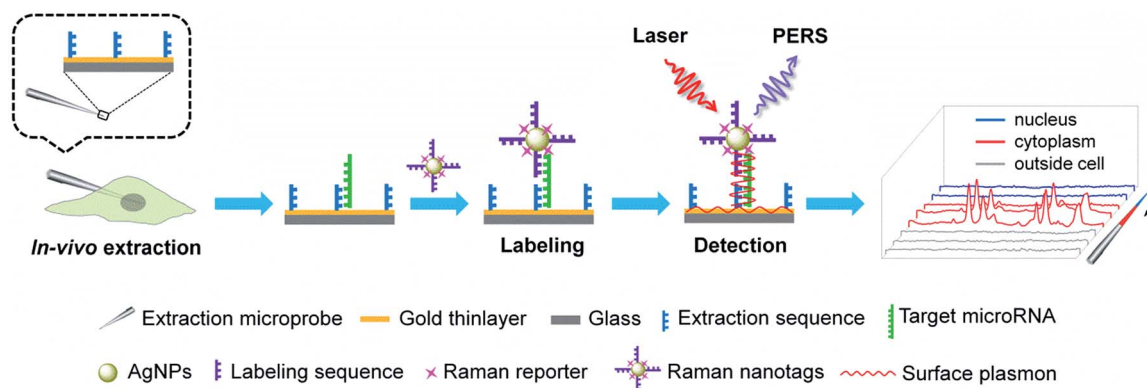 Laser
PERS
nucleus
cytoplasm
outside cell
In-vivo extraction
Labeling
Detection
Extraction microprobe
Gold thinlayer
Glass
Extraction sequence
Target microRNA
AgNPs
Labeling sequence
Raman reporter
Raman nanotags
Surface plasmon